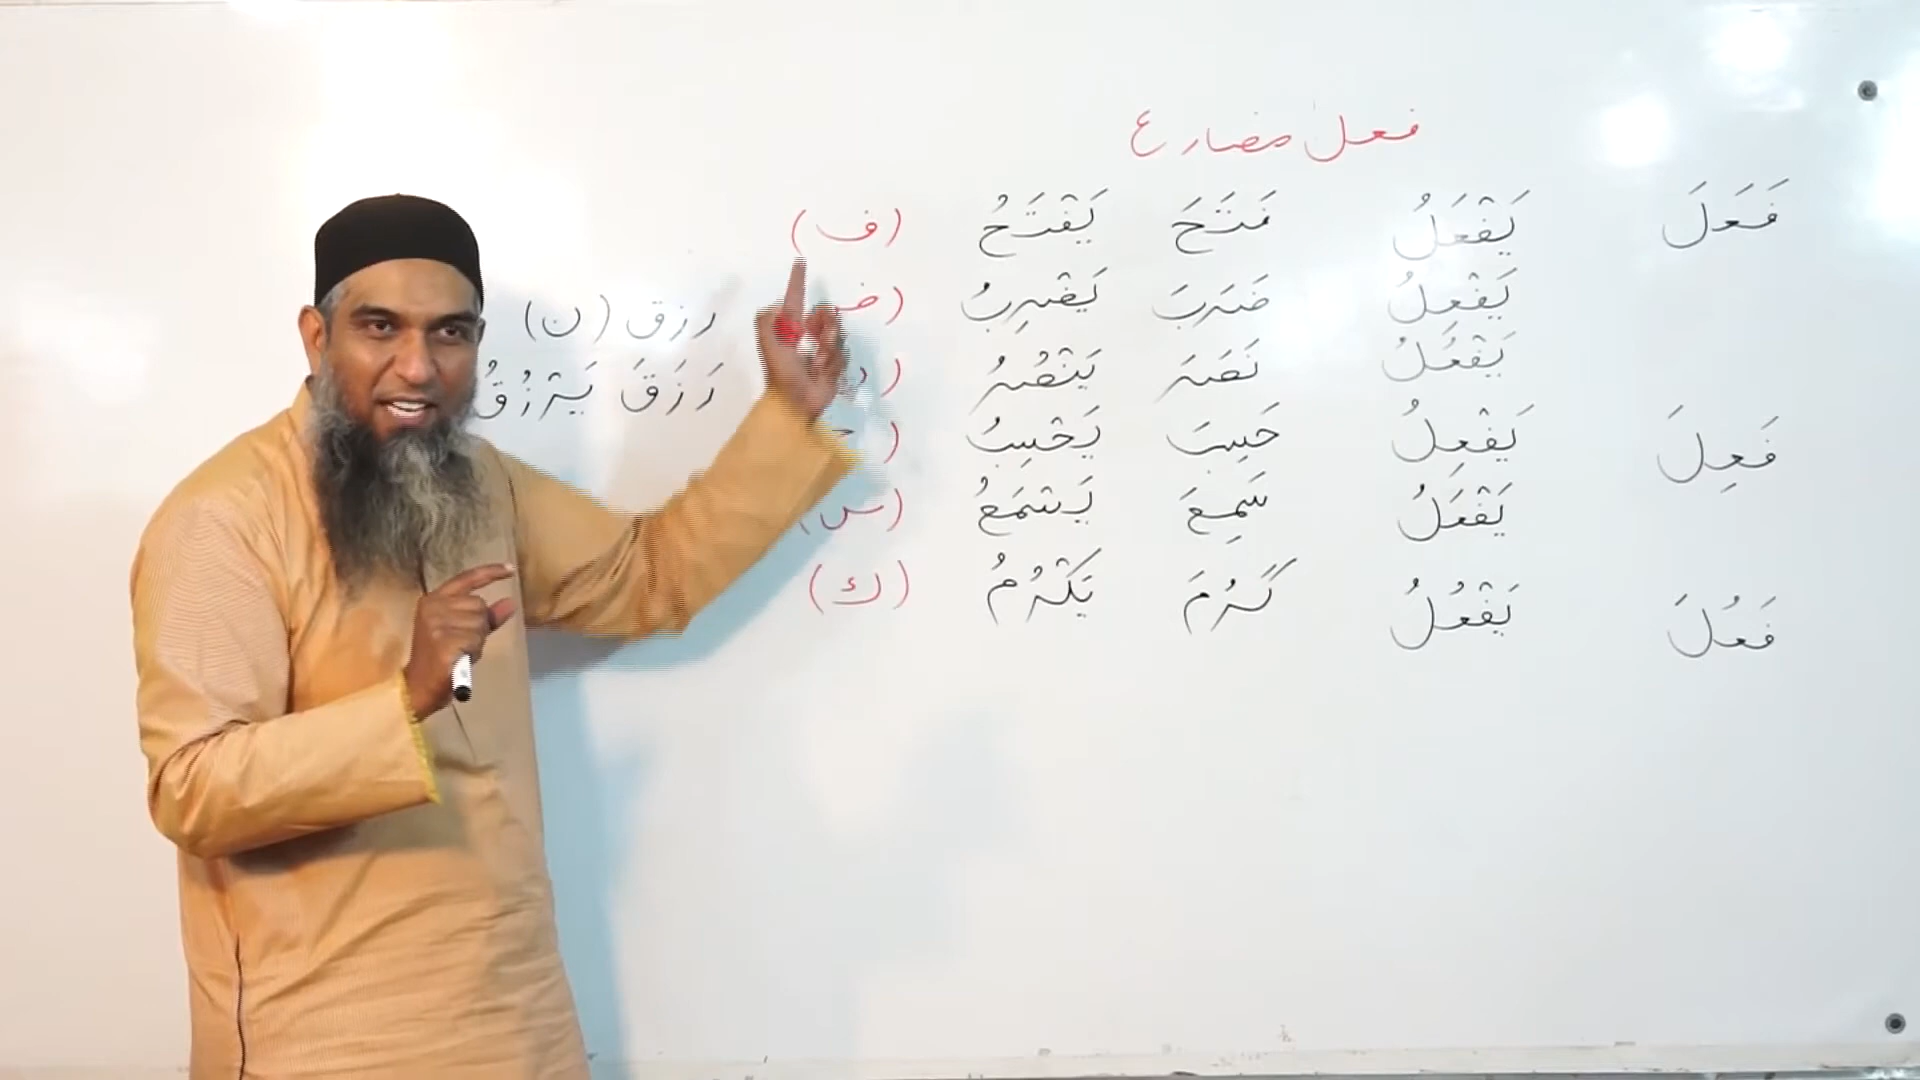 فعل مضارع
فَعَلَ يَفْعَلُ فَتَحَ يَفْتَحُ (ف)
يَفْعِلُ ضَرَبَ يَضْرِبُ (ض
يَفْعُلُ نَصَرَ يَنْصُرُ (ن
فَعِلَ يَفْعِلُ حَسِبَ يَحْسِبُ (ح
يَفْعَلُ سَمِعَ يَسْمَعُ (س)
فَعُلَ يَفْعُلُ كَرُمَ يَكْرُمُ (ك)
رزق (ن)
رَزَقَ يَرْزُقُ